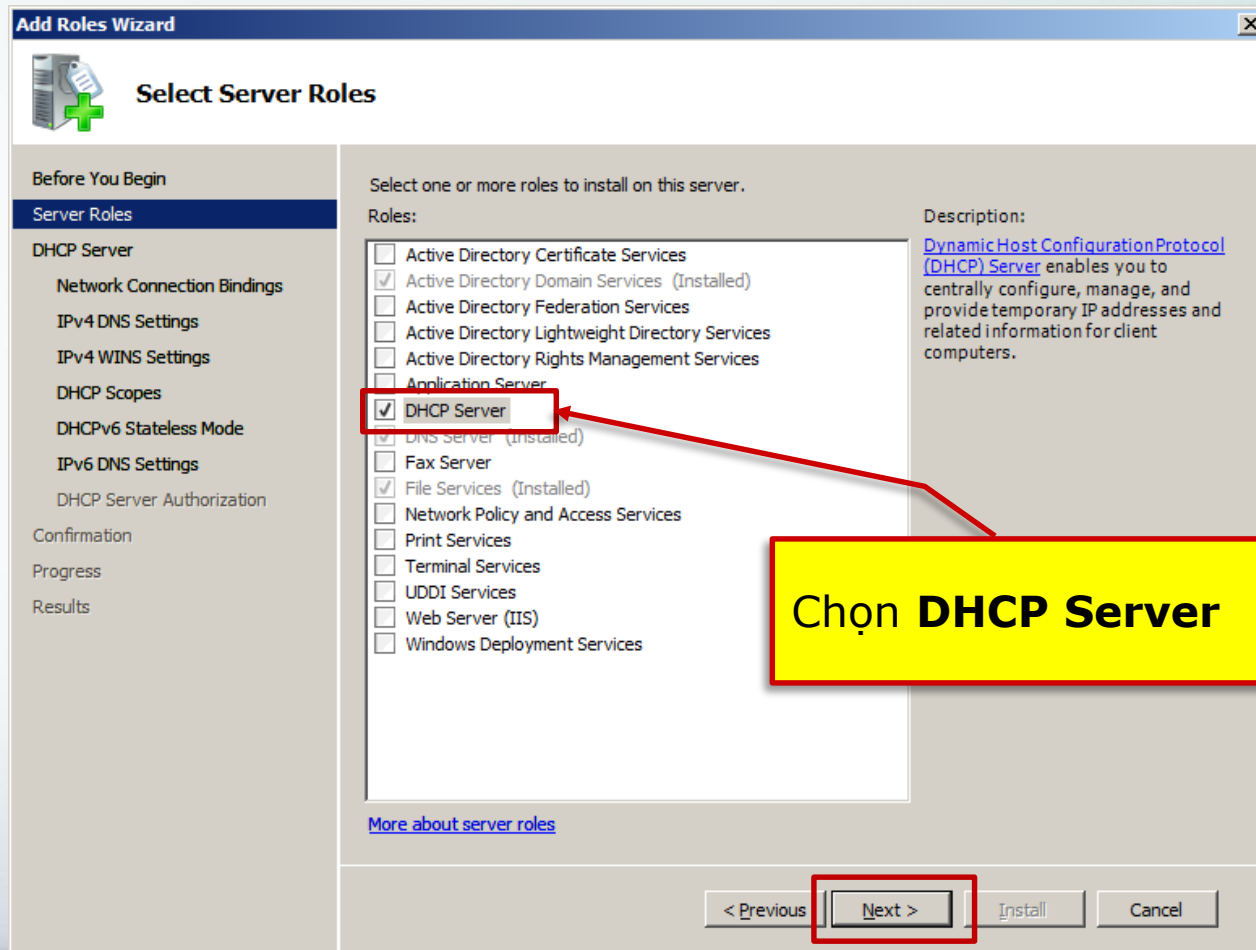 Add Roles Wizard
Select Server Roles
Before You Begin
Server Roles
DHCP Server
Network Connection Bindings
IPv4 DNS Settings
IPv4 WINS Settings
DHCP Scopes
DHCPv6 Stateless Mode
IPv6 DNS Settings
DHCP Server Authorization
Confirmation
Progress
Results
Select one or more roles to install on this server.
Roles:
Active Directory Certificate Services
Active Directory Domain Services (Installed)
Active Directory Federation Services
Active Directory Lightweight Directory Services
Active Directory Rights Management Services
Application Server
DHCP Server
DNS Server (Installed)
Fax Server
File Services (Installed)
Network Policy and Access Services
Print Services
Terminal Services
UDDI Services
Web Server (IIS)
Windows Deployment Services
More about server roles
Description:
Dynamic Host Configuration Protocol
(DHCP) Server enables you to
centrally configure, manage, and
provide temporary IP addresses and
related information for client
computers.
Chọn DHCP Server
< Previous
Next >
Install
Cancel